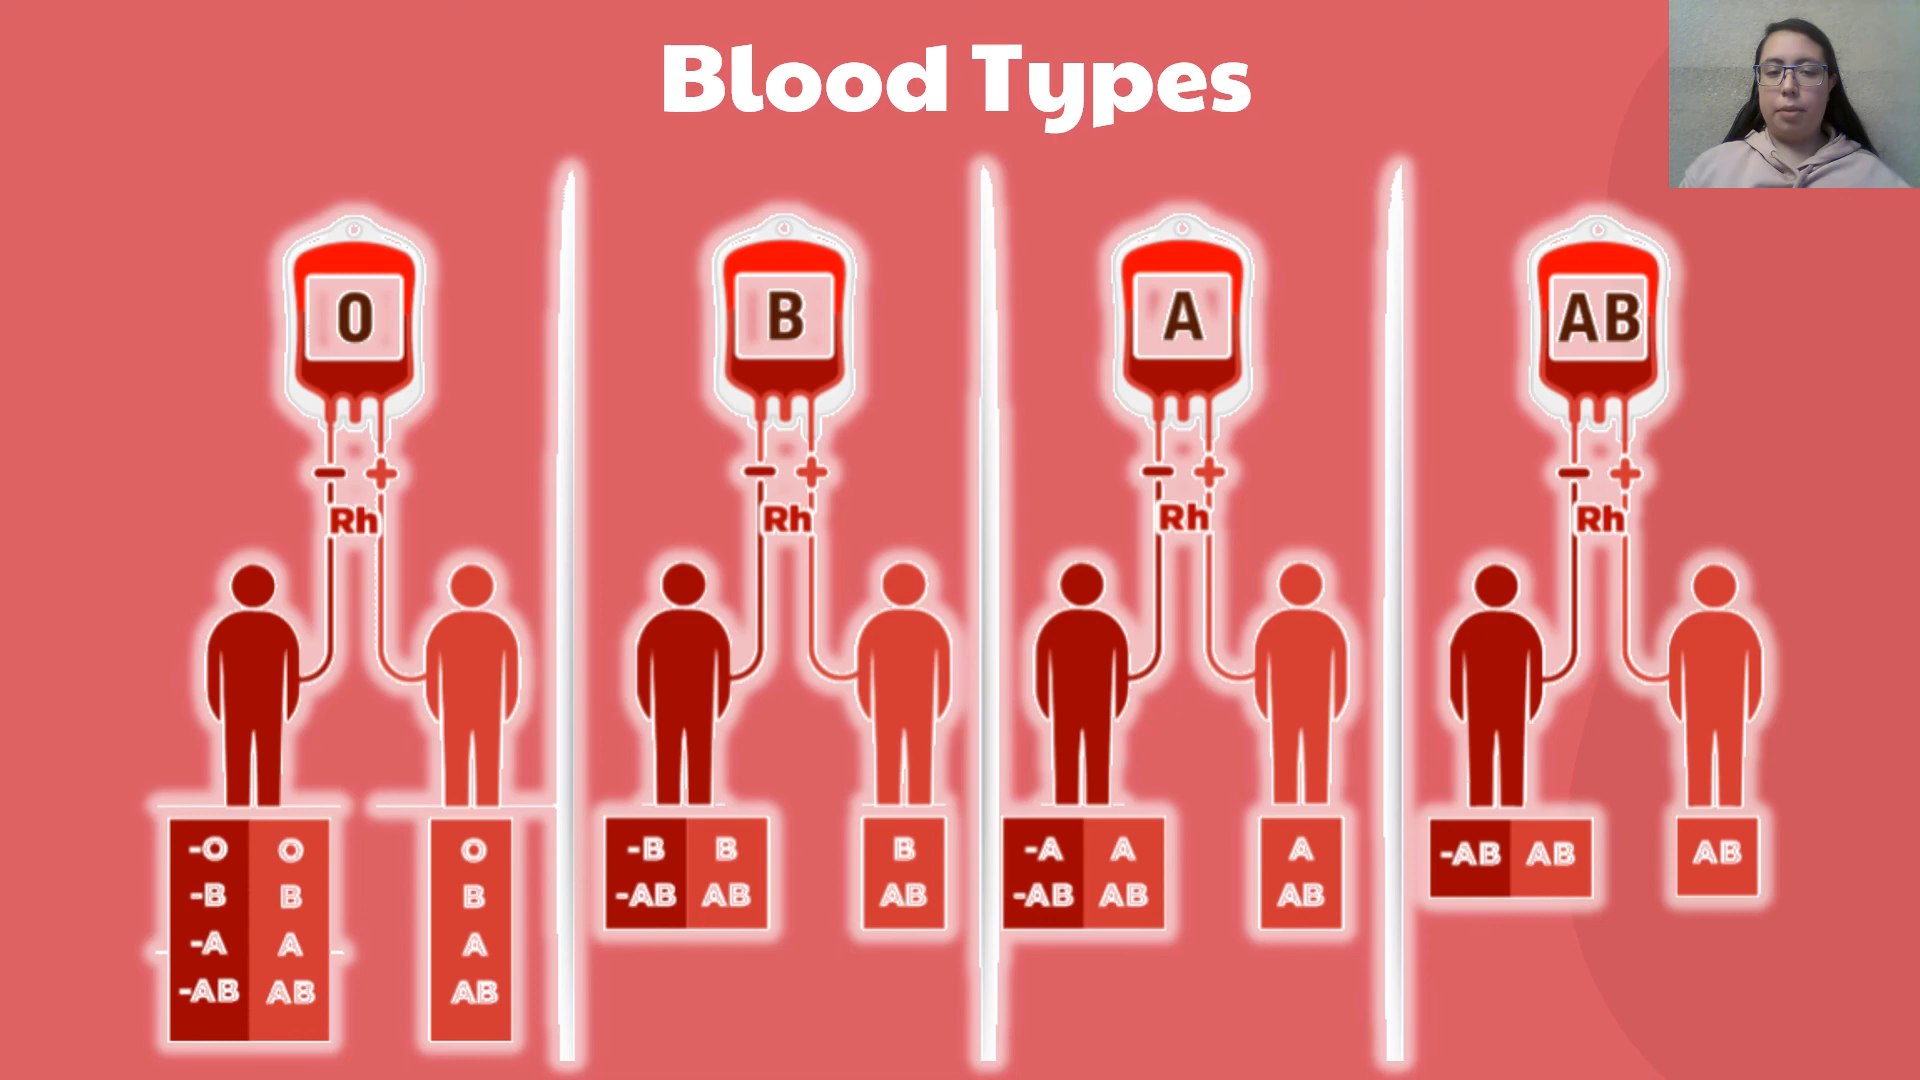 Blood Types
O
- +
Rh
-O O
-B B
-A A
-AB AB
O
B
A
AB
B
- +
Rh
-B B
-AB AB
B
AB
A
- +
Rh
-A A
-AB AB
A
AB
AB
- +
Rh
-AB AB
AB